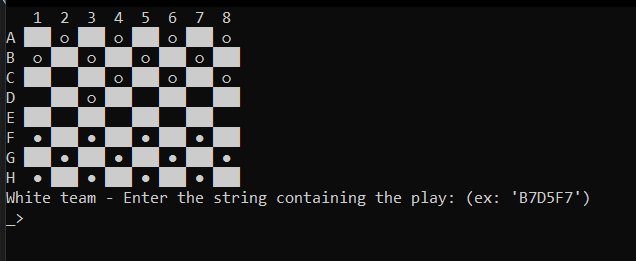 1 2 3 4 5 6 7 8
A
B
C
D
E
F
G
H
White team - Enter the string containing the play: (ex: 'B7D5F7')
_>